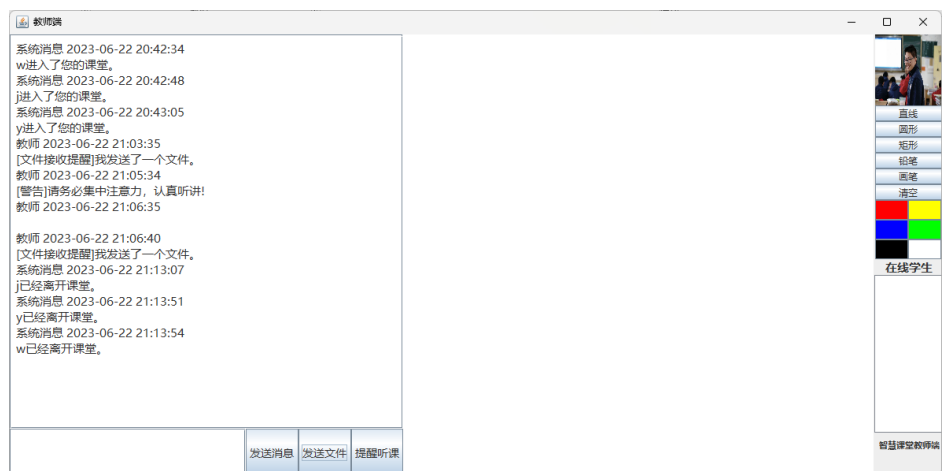 教师端
系统消息 2023-06-22 20:42:34
w进入了您的课堂。
系统消息 2023-06-22 20:42:48
j进入了您的课堂。
系统消息 2023-06-22 20:43:05
y进入了您的课堂。
教师 2023-06-22 21:03:35
[文件接收提醒]我发送了一个文件。
教师 2023-06-22 21:05:34
[警告]请务必集中注意力，认真听讲!
教师 2023-06-22 21:06:35
教师 2023-06-22 21:06:40
[文件接收提醒]我发送了一个文件。
系统消息 2023-06-22 21:13:07
j已经离开课堂。
系统消息 2023-06-22 21:13:51
y已经离开课堂。
系统消息 2023-06-22 21:13:54
w已经离开课堂。
发送消息 发送文件 提醒听课
直线
圆形
矩形
铅笔
画笔
清空
在线学生
智慧课堂教师端